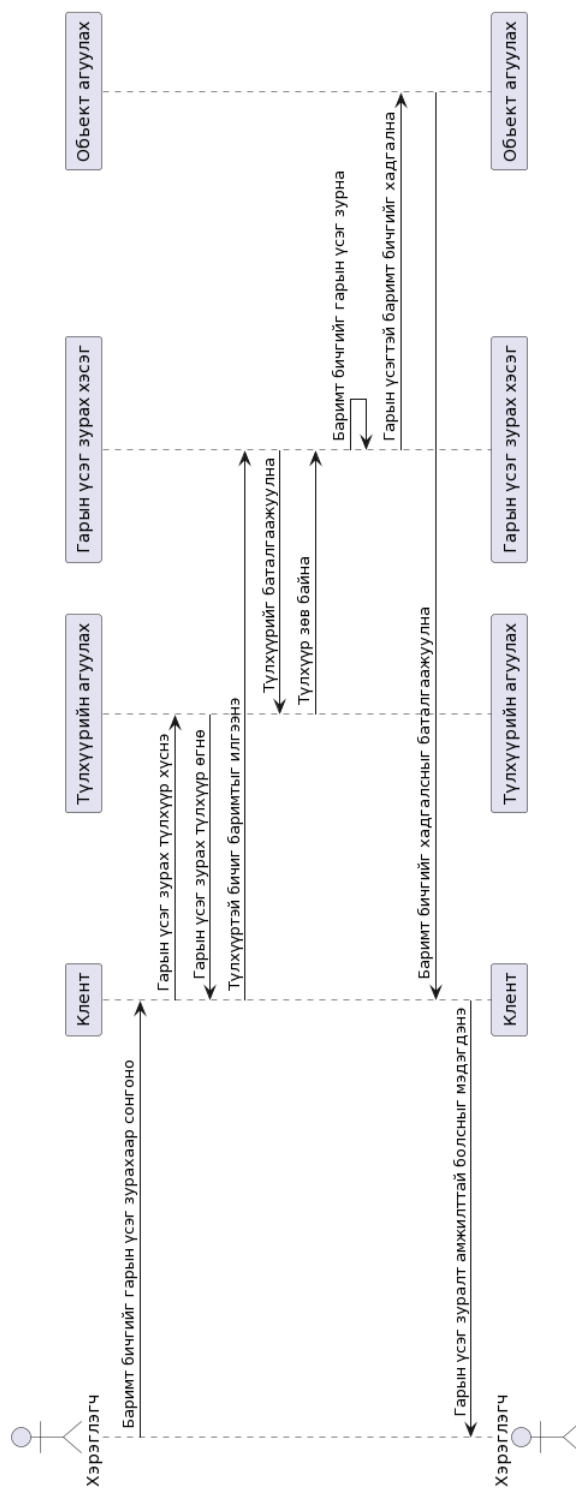 Хэрэглэгч
Клент
Түлхүүрийн агуулах
Гарын үсэг зурах хэсэг
Обьект агуулах
Баримт бичгийг гарын үсэг зурахаар сонгоно
Гарын үсэг зурах түлхүүр хүснэ
Гарын үсэг зурах түлхүүр өгнө
Түлхүүртэй бичиг баримтыг илгээнэ
Түлхүүрийг баталгаажуулна
Түлхүүр зөв байна
Баримт бичгийг гарын үсэг зурна
Гарын үсэгтэй баримт бичгийг хадгална
Баримт бичгийг хадгалсныг баталгаажуулна
Гарын үсэг зуралт амжилттай болсныг мэдэгдэнэ
Хэрэглэгч
Клент
Түлхүүрийн агуулах
Гарын үсэг зурах хэсэг
Обьект агуулах